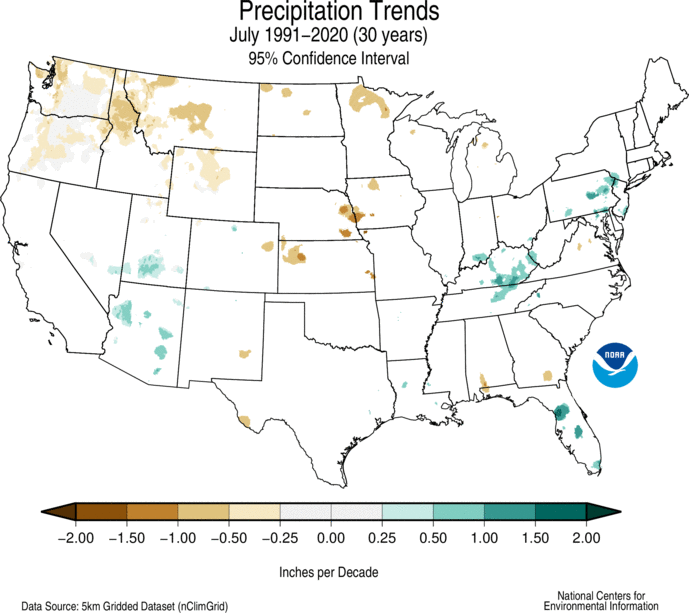 Precipitation Trends
July 1991–2020 (30 years)
95% Confidence Interval
NOAA
−2.00 −1.50 −1.00 −0.50 −0.25 0.00 0.25 0.50 1.00 1.50 2.00
Inches per Decade
National Centers for
Data Source: 5km Gridded Dataset (nClimGrid) Environmental Information